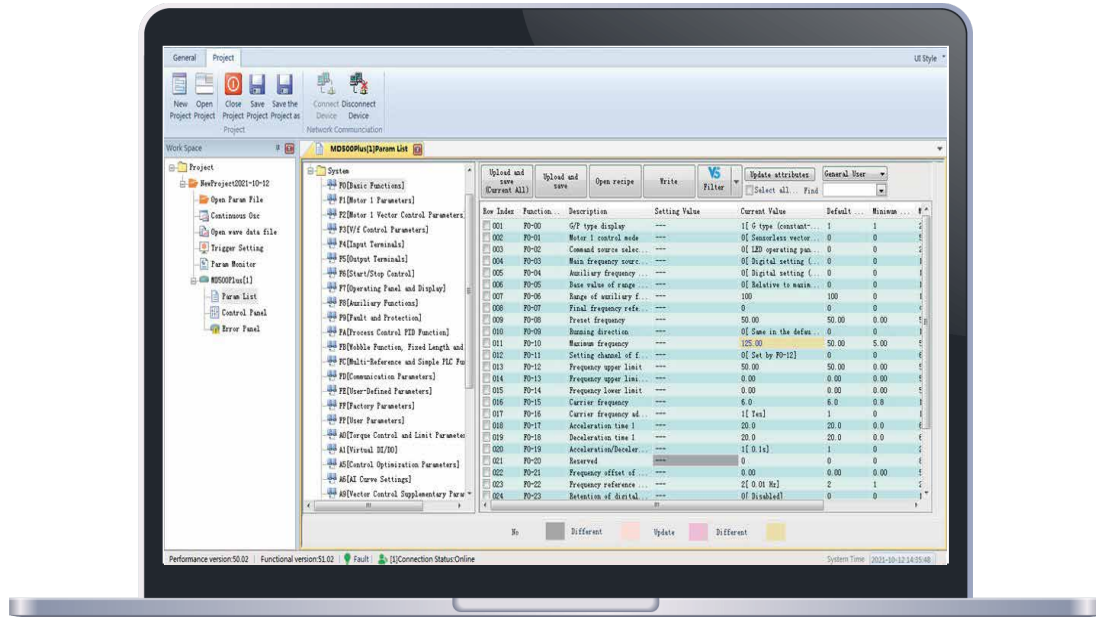 General Project UI Style
New Project Open Project Close Project Save Project Save the Project as Connect Device Disconnect Device
Project Network Communciation
Work Space
MD500Plus[1]Param List
Project
NewProject2021-10-12
Open Param File
Continuous Osc
Open wave data file
Trigger Setting
Param Monitor
MD500Plus[1]
Param List
Control Panel
Error Panel
System
F0[Basic Functions]
F1[Motor 1 Parameters]
F2[Motor 1 Vector Control Parameters
F3[V/f Control Parameters]
F4[Input Terminals]
F5[Output Terminals]
F6[Start/Stop Control]
F7[Operating Panel and Display]
F8[Auxiliary Functions]
F9[Fault and Protection]
FA[Process Control PID Function]
FB[Wobble Function, Fixed Length and
FC[Multi-Reference and Simple PLC Fun
FD[Communication Parameters]
FE[User-Defined Parameters]
FF[Factory Parameters]
FP[User Parameters]
A0[Torque Control and Limit Parameter
A1[Virtual DI/DO]
A5[Control Optimization Parameters]
A6[AI Curve Settings]
A9[Vector Control Supplementary Param
Upload and save (Current All) Upload and save Open recipe Write VS Filter Update attributes General User
Select all... Find
Row Index Function... Description Setting Value Current Value Default ... Minimum ...
001 F0-00 G/P type display --- 1[ G type (constant-... 1 1
002 F0-01 Motor 1 control mode --- 0[ Sensorless vector... 0 0
003 F0-02 Command source selec... --- 0[ LED operating pan... 0 0
004 F0-03 Main frequency sourc... --- 0[ Digital setting (... 0 0
005 F0-04 Auxiliary frequency ... --- 0[ Digital setting (... 0 0
006 F0-05 Base value of range ... --- 0[ Relative to maxim... 0 0
007 F0-06 Range of auxiliary f... --- 100 100 0
008 F0-07 Final frequency refe... --- 0 0 0
009 F0-08 Preset frequency --- 50.00 50.00 0.00
010 F0-09 Running direction --- 0[ Same in the defau... 0 0
011 F0-10 Maximum frequency --- 125.00 50.00 5.00
012 F0-11 Setting channel of f... --- 0[ Set by F0-12] 0 0
013 F0-12 Frequency upper limit --- 50.00 50.00 0.00
014 F0-13 Frequency upper limi... --- 0.00 0.00 0.00
015 F0-14 Frequency lower limit --- 0.00 0.00 0.00
016 F0-15 Carrier frequency --- 6.0 6.0 0.8
017 F0-16 Carrier frequency ad... --- 1[ Yes] 1 0
018 F0-17 Acceleration time 1 --- 20.0 20.0 0.0
019 F0-18 Deceleration time 1 --- 20.0 20.0 0.0
020 F0-19 Acceleration/Deceler... --- 1[ 0.1s] 1 0
021 F0-20 Reserved --- 0 0 0
022 F0-21 Frequency offset of ... --- 0.00 0.00 0.00
023 F0-22 Frequency reference ... --- 2[ 0.01 Hz] 2 1
024 F0-23 Retention of digital... --- 0[ Disabled] 0 0
No Different Update Different
Performance version:50.02 Functional version:51.02 Fault [1]Connection Status:Online System Time 2021-10-12 14:35:48